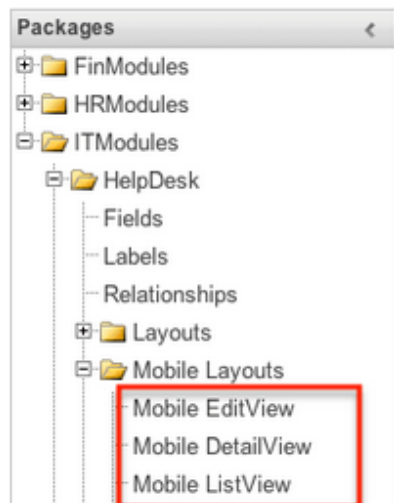 Packages
FinModules
HRModules
ITModules
HelpDesk
Fields
Labels
Relationships
Layouts
Mobile Layouts
Mobile EditView
Mobile DetailView
Mobile ListView